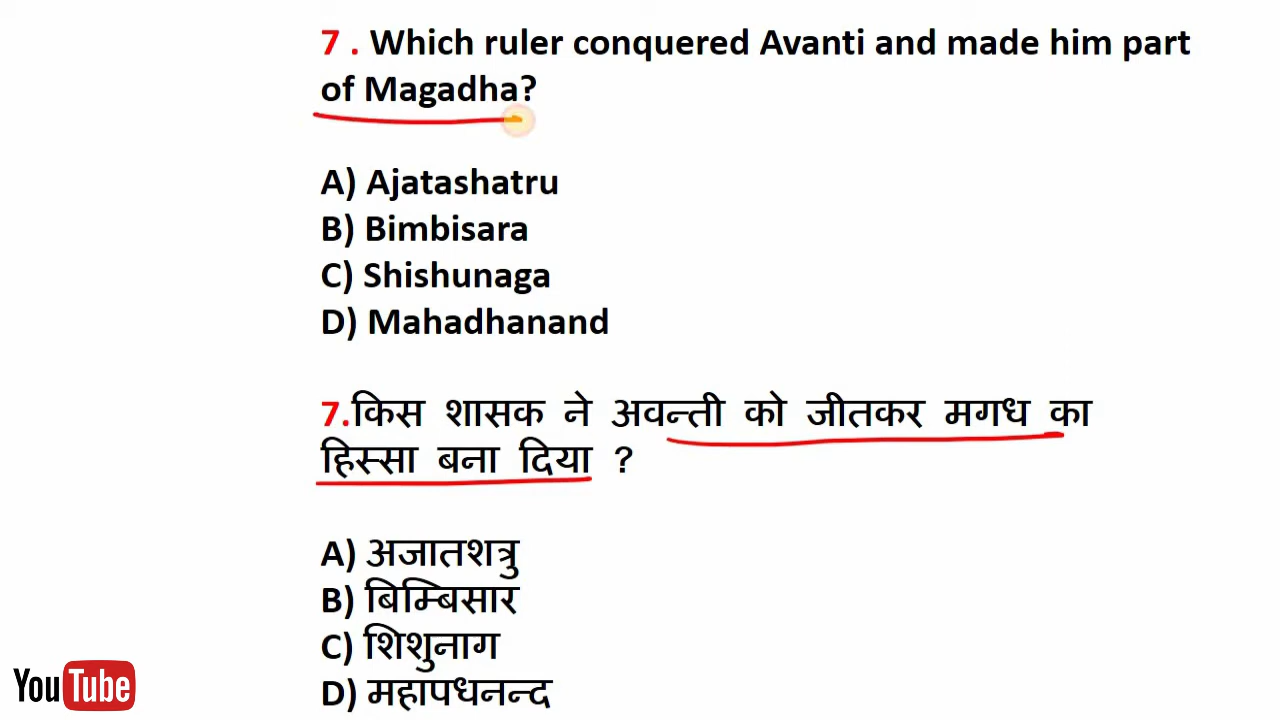 7 . Which ruler conquered Avanti and made him part
of Magadha?
A) Ajatashatru
B) Bimbisara
C) Shishunaga
D) Mahadhanand
7.किस शासक ने अवन्ती को जीतकर मगध का
हिस्सा बना दिया ?
A) अजातशत्रु
B) बिम्बिसार
C) शिशुनाग
D) महापधनन्द
YouTube